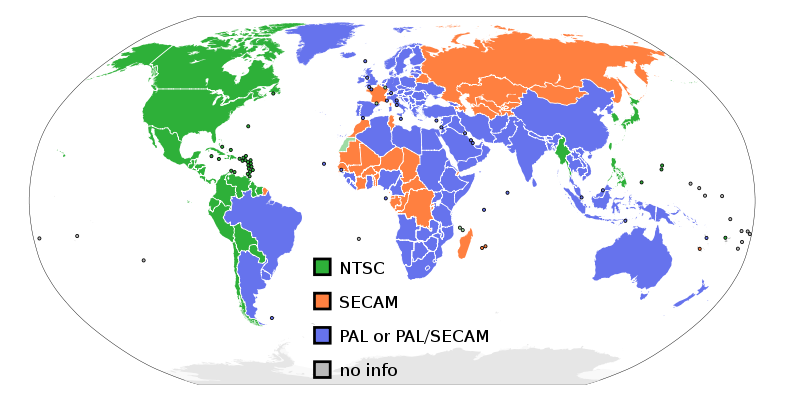 NTSC
SECAM
PAL or PAL/SECAM
no info